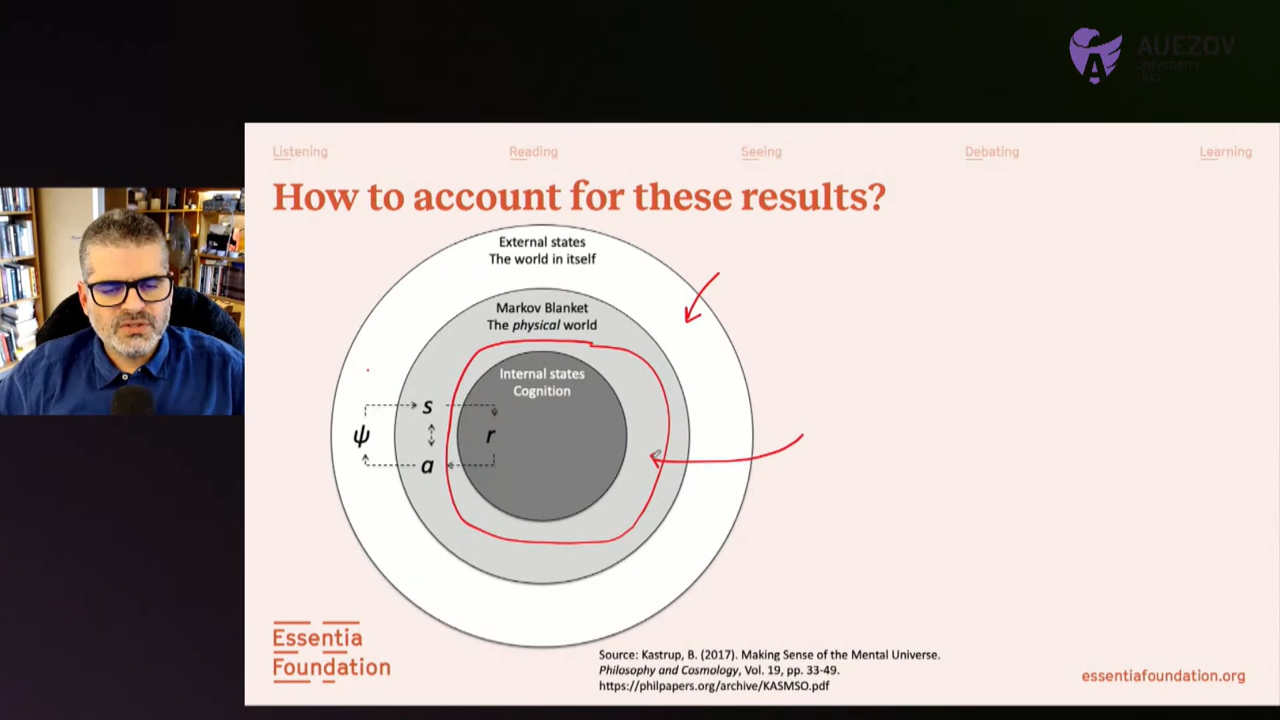 AUEZOV
UNIVERSITY
Listening
Reading
Seeing
Debating
Learning
How to account for these results?
External states
The world in itself
Markov Blanket
The physical world
Internal states
Cognition
s
ψ
r
a
Essentia
Foundation
Source: Kastrup, B. (2017). Making Sense of the Mental Universe.
Philosophy and Cosmology, Vol. 19, pp. 33-49.
https://philpapers.org/archive/KASMSO.pdf
essentiafoundation.org